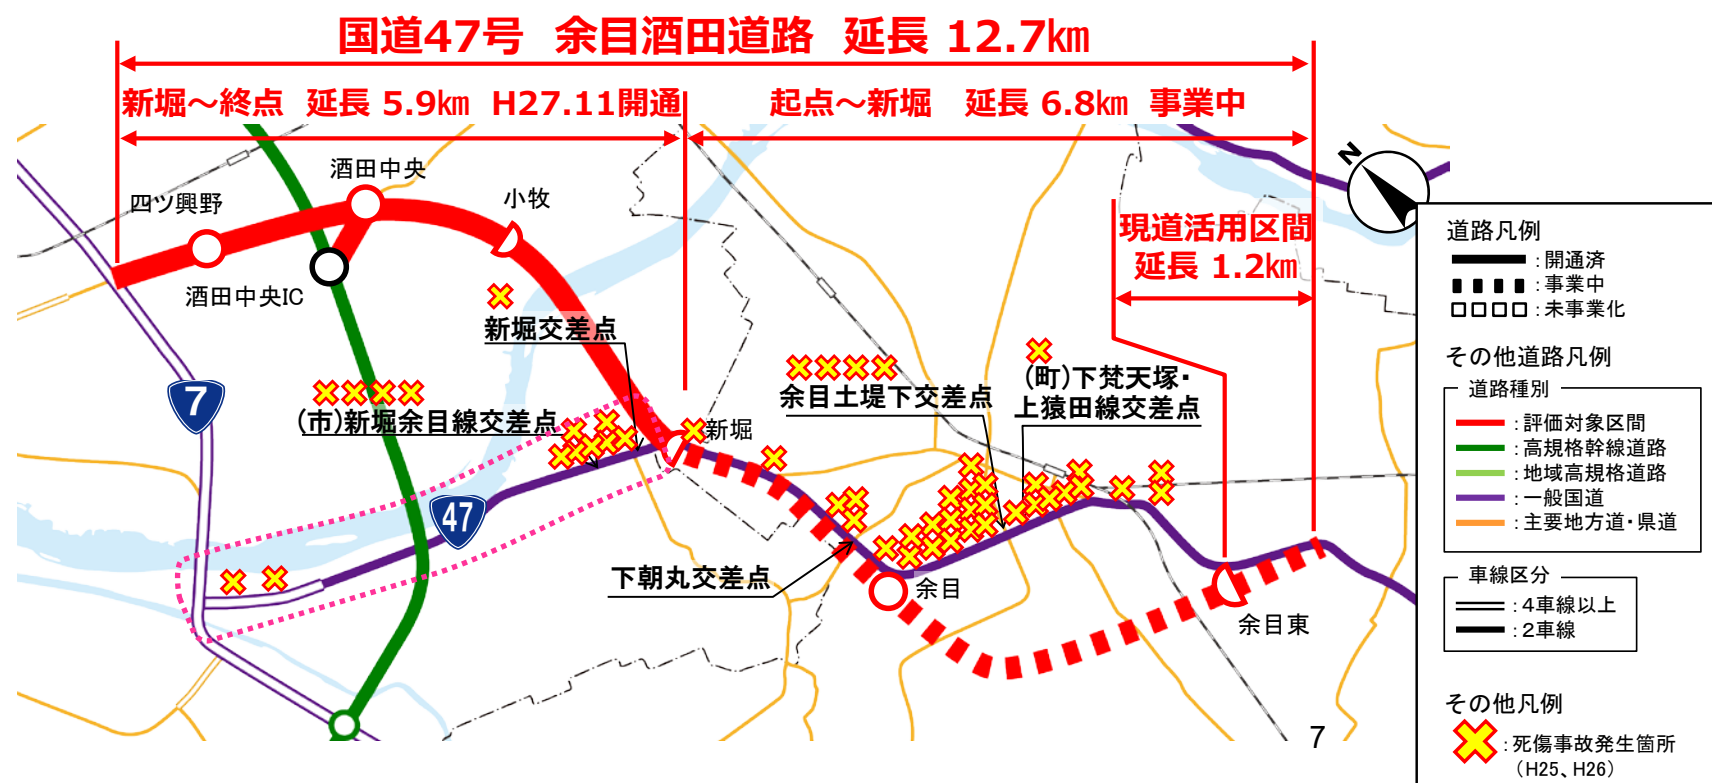 国道47号 余目酒田道路 延長 12.7㎞
新堀～終点 延長 5.9㎞ H27.11開通
起点～新堀 延長 6.8㎞ 事業中
酒田中央
四ツ興野
小牧
酒田中央IC
現道活用区間
延長 1.2㎞
新堀交差点
(市)新堀余目線交差点
新堀
余目土堤下交差点
(町)下梵天塚・
上猿田線交差点
7
47
下朝丸交差点
余目
余目東
N
道路凡例
：開通済
：事業中
：未事業化
その他道路凡例
道路種別
：評価対象区間
：高規格幹線道路
：地域高規格道路
：一般国道
：主要地方道・県道
車線区分
：4車線以上
：2車線
その他凡例
：死傷事故発生箇所
（H25、H26）
7